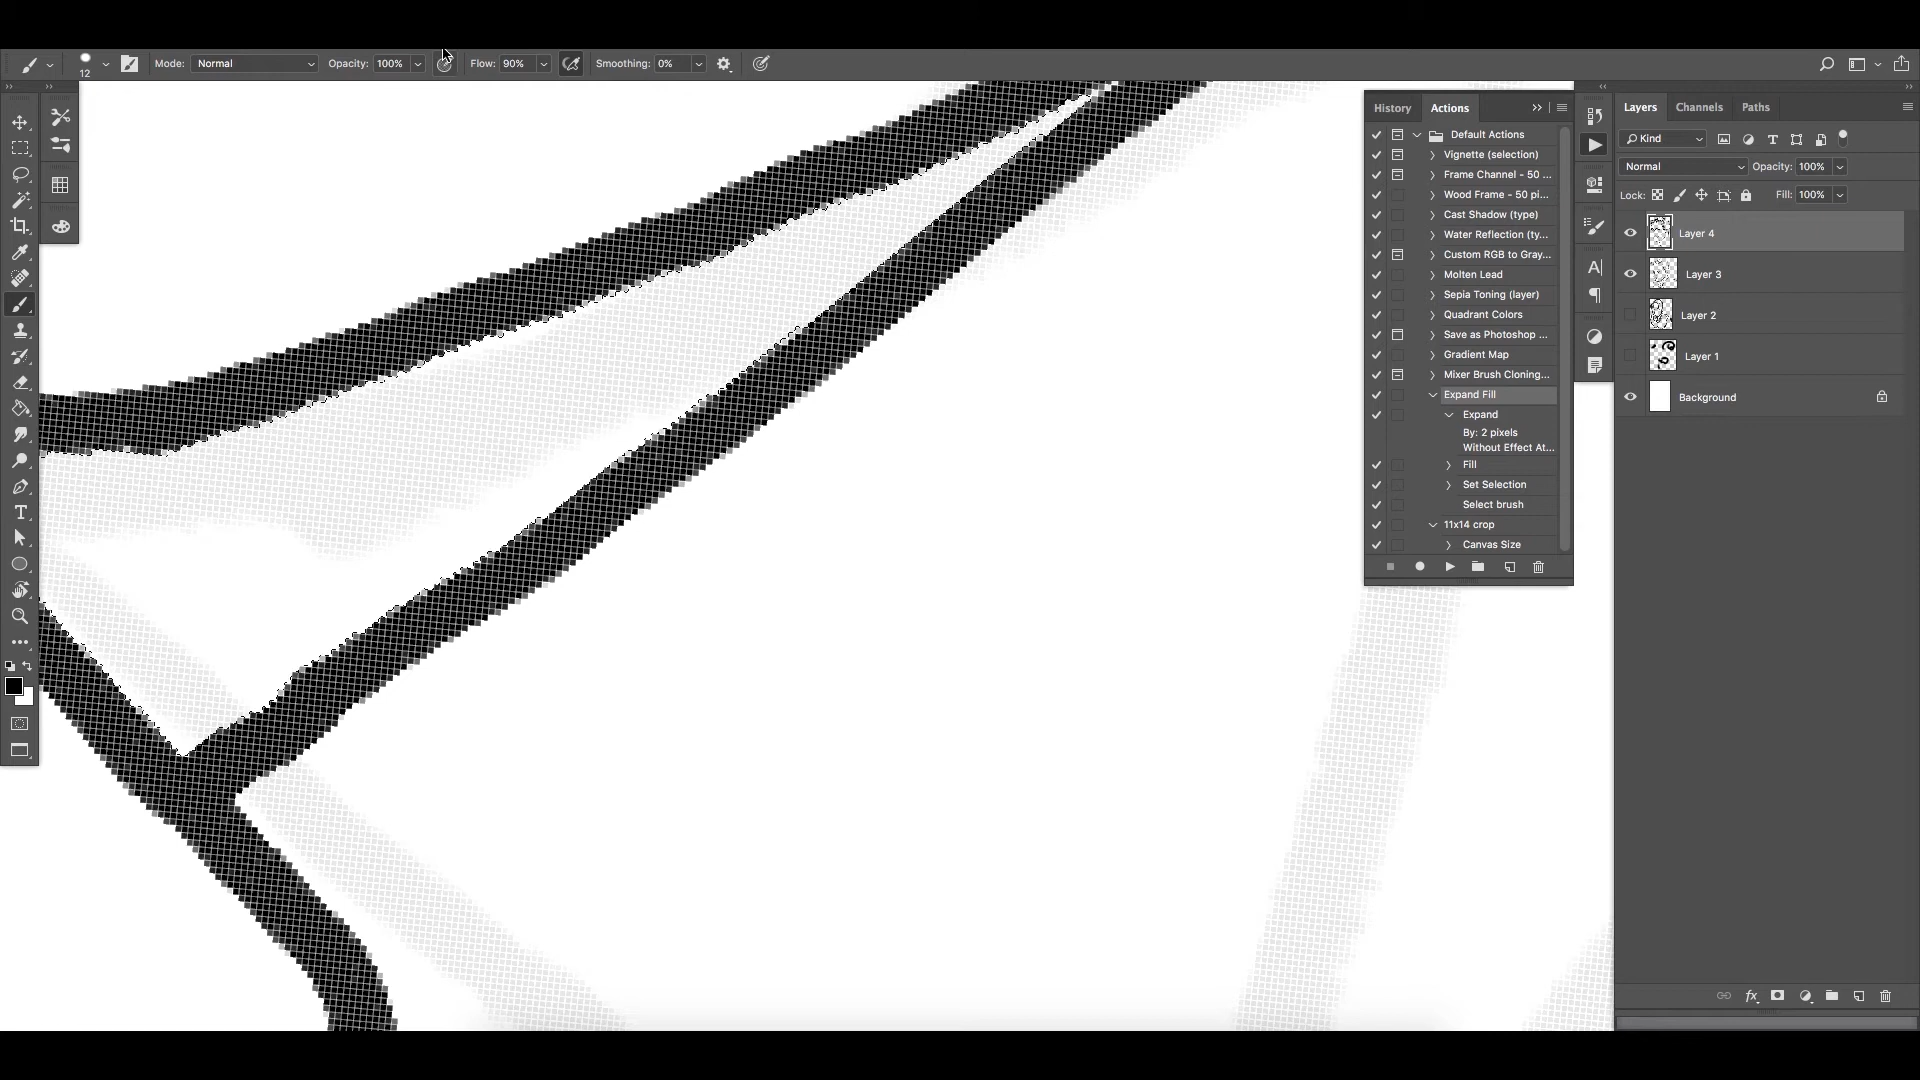 12 Mode: Normal Opacity: 100% Flow: 90% Smoothing: 0%
History Actions
Default Actions
Vignette (selection)
Frame Channel - 50 ...
Wood Frame - 50 pi...
Cast Shadow (type)
Water Reflection (ty...
Custom RGB to Gray...
Molten Lead
Sepia Toning (layer)
Quadrant Colors
Save as Photoshop ...
Gradient Map
Mixer Brush Cloning...
Expand Fill
Expand
By: 2 pixels
Without Effect At...
Fill
Set Selection
Select brush
11x14 crop
Canvas Size
Layers Channels Paths
Kind
Normal Opacity: 100%
Lock: Fill: 100%
Layer 4
Layer 3
Layer 2
Layer 1
Background